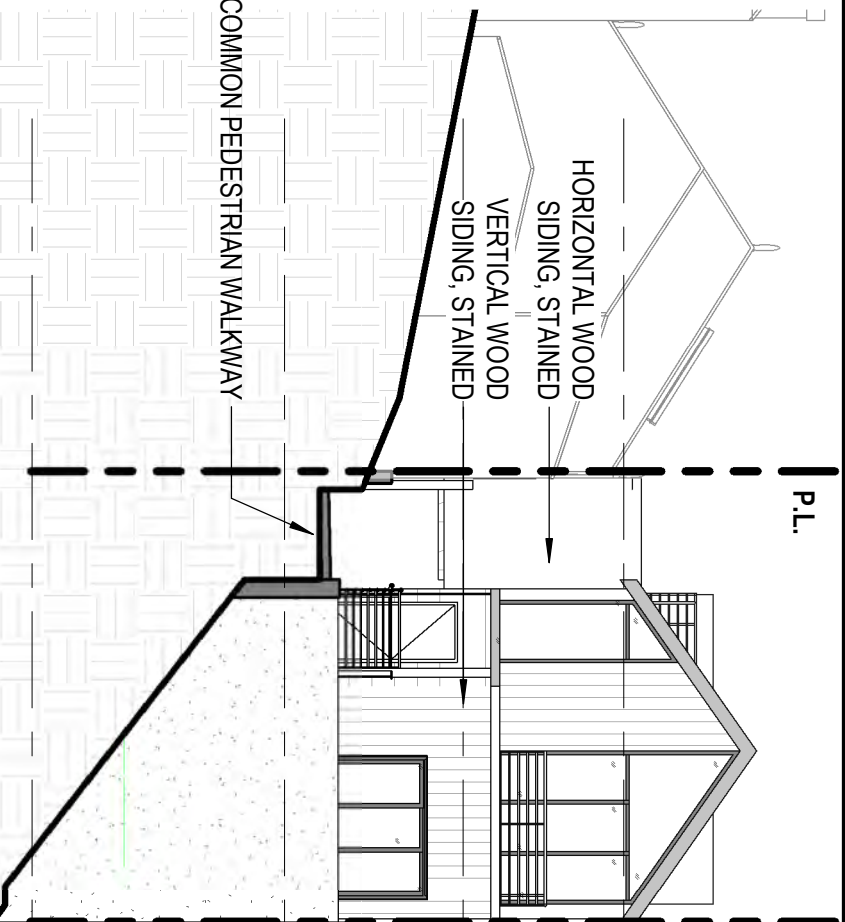 P.L.
HORIZONTAL WOOD
SIDING, STAINED
VERTICAL WOOD
SIDING, STAINED
COMMON PEDESTRIAN WALKWAY